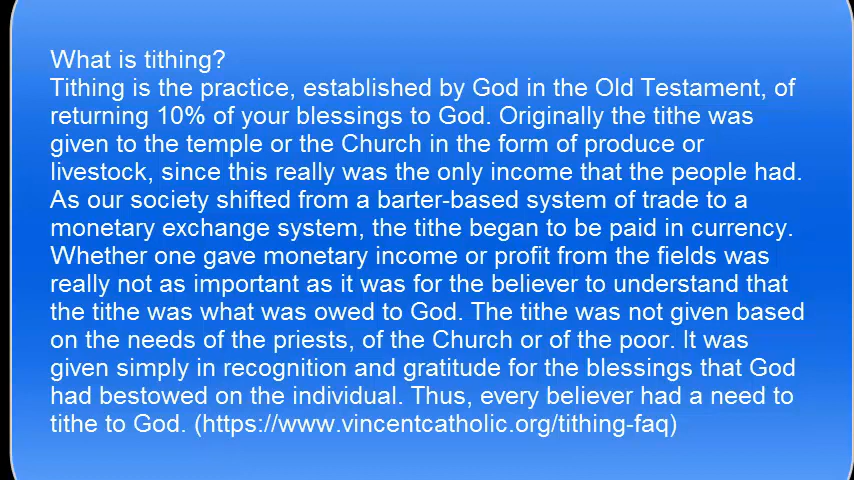 What is tithing?
Tithing is the practice, established by God in the Old Testament, of
returning 10% of your blessings to God. Originally the tithe was
given to the temple or the Church in the form of produce or
livestock, since this really was the only income that the people had.
As our society shifted from a barter-based system of trade to a
monetary exchange system, the tithe began to be paid in currency.
Whether one gave monetary income or profit from the fields was
really not as important as it was for the believer to understand that
the tithe was what was owed to God. The tithe was not given based
on the needs of the priests, of the Church or of the poor. It was
given simply in recognition and gratitude for the blessings that God
had bestowed on the individual. Thus, every believer had a need to
tithe to God. (https://www.vincentcatholic.org/tithing-faq)